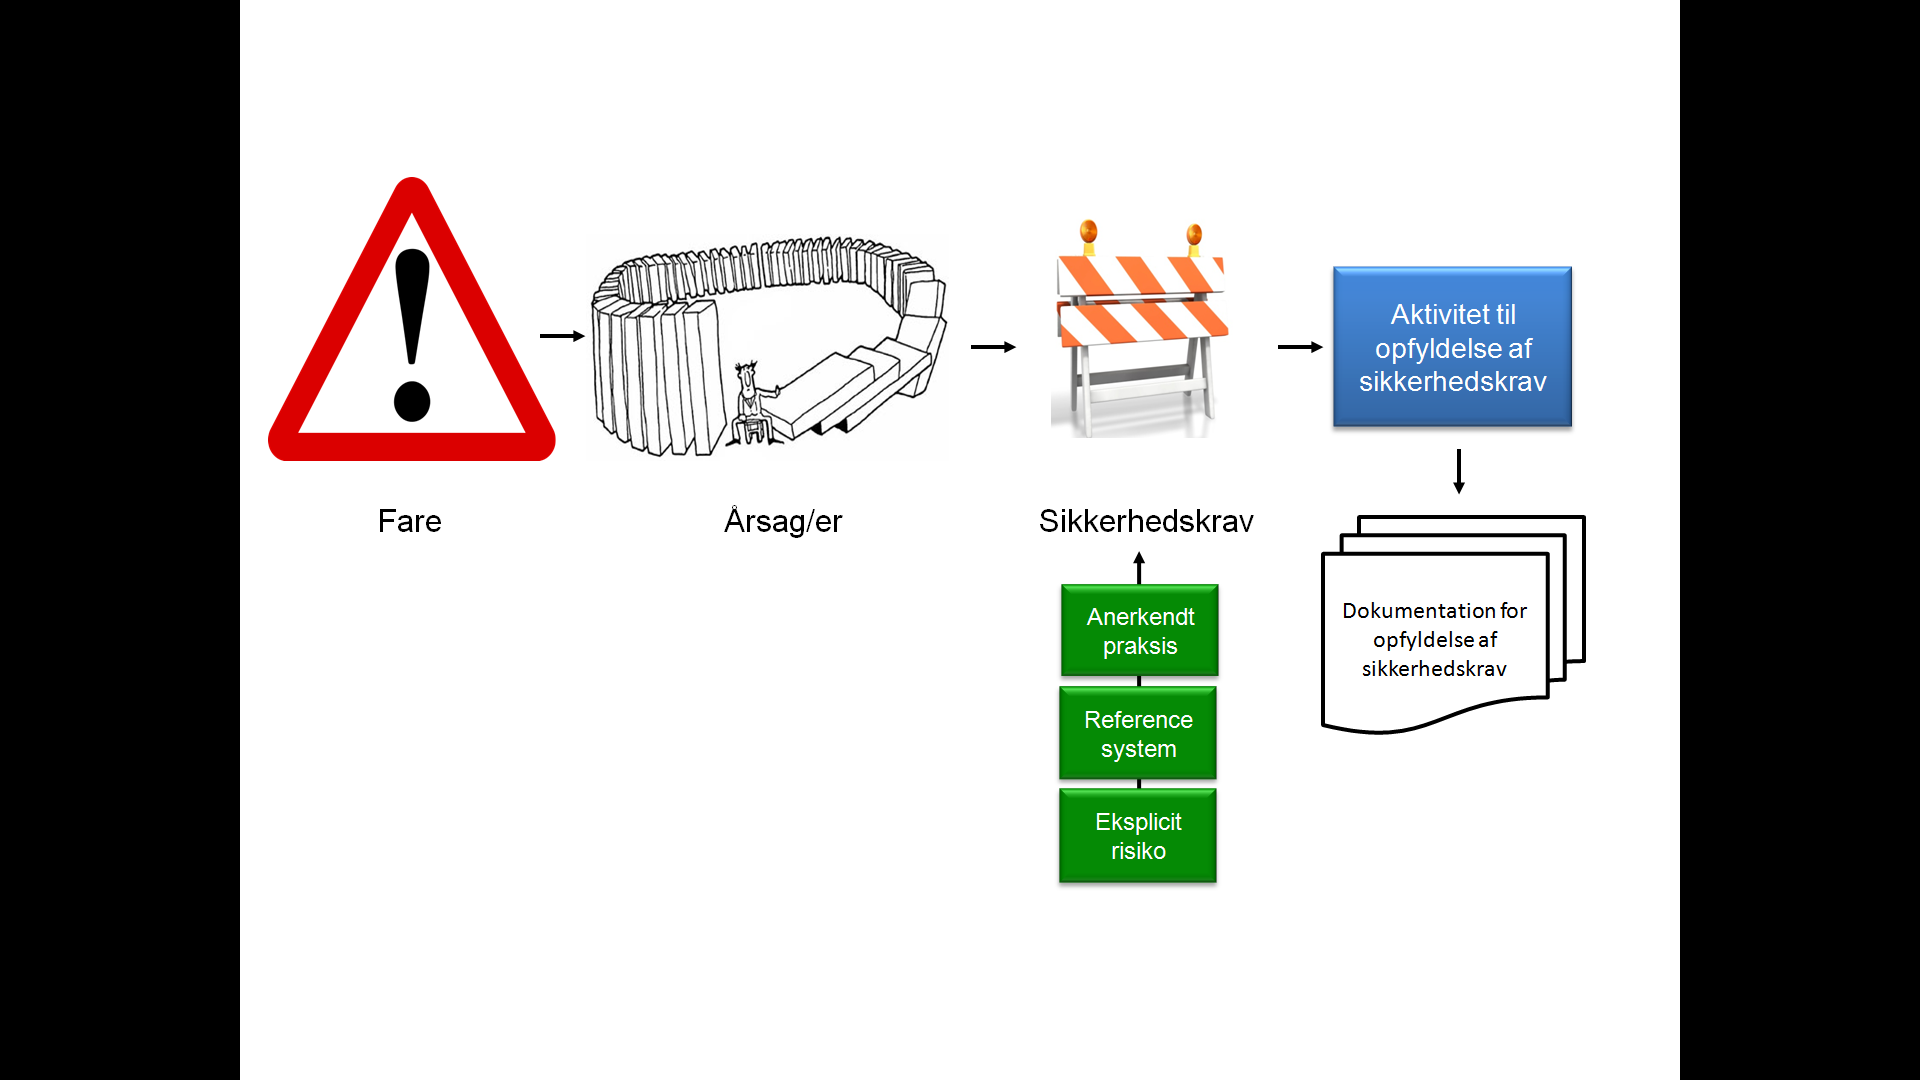 Fare
Årsag/er
Sikkerhedskrav
Anerkendt
praksis
Reference
system
Eksplicit
risiko
Aktivitet til
opfyldelse af
sikkerhedskrav
Dokumentation for
opfyldelse af
sikkerhedskrav